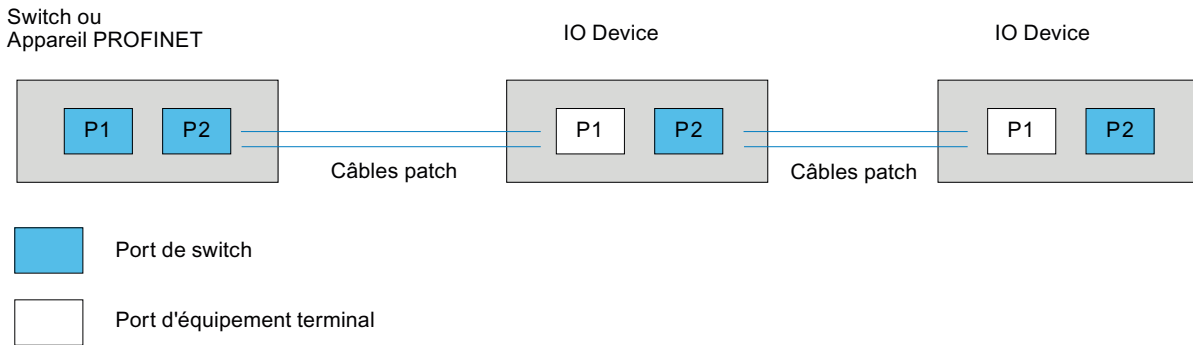 Switch ou
Appareil PROFINET
IO Device
IO Device
P1
P2
P1
P2
P1
P2
Câbles patch
Câbles patch
Port de switch
Port d'équipement terminal